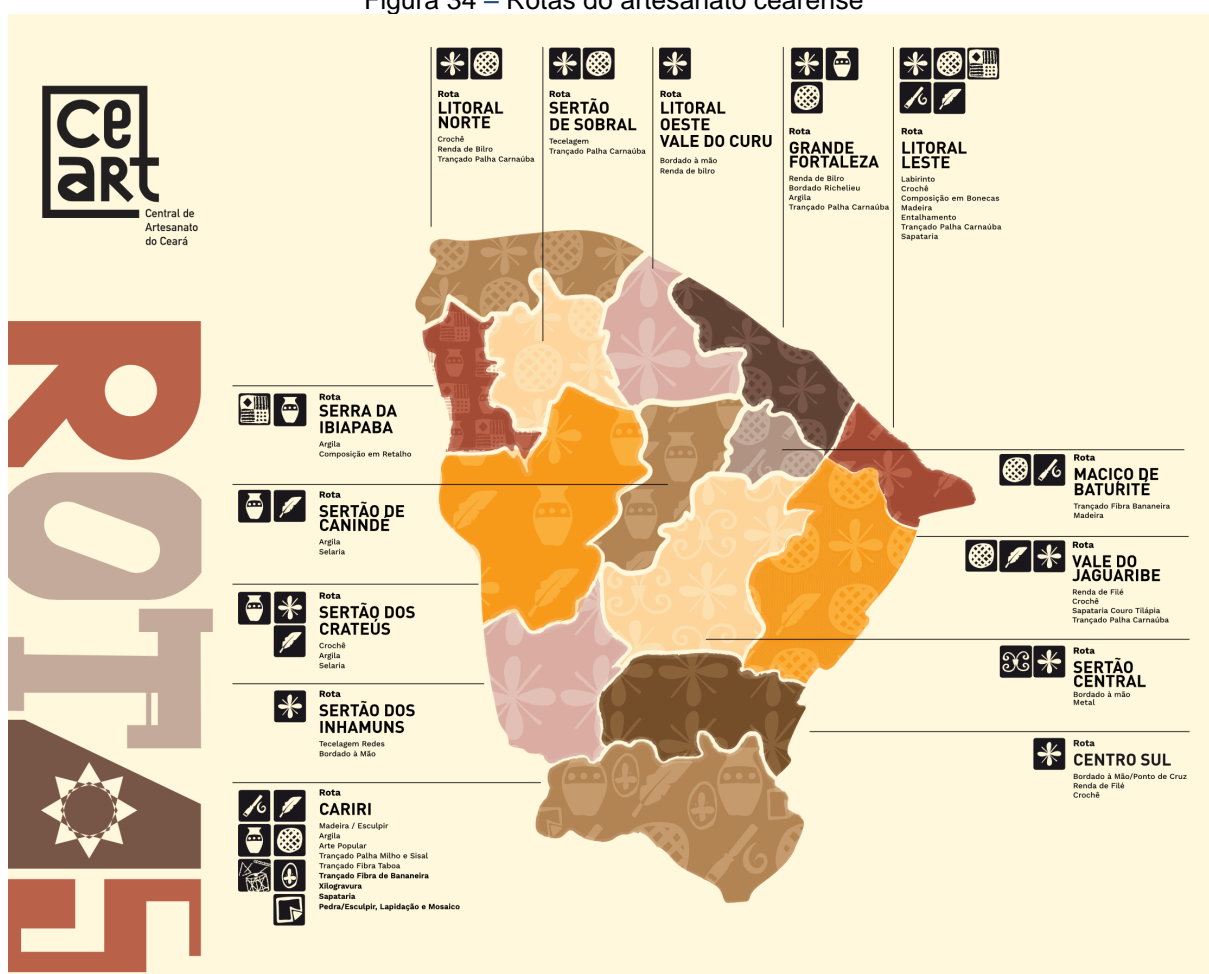 Figura 34 – Rotas do artesanato cearense
ceart
Central de
Artesanato
do Ceará
ROTAS
Rota
LITORAL
NORTE
Crochê
Renda de Bilro
Trançado Palha Carnaúba
Rota
SERTÃO
DE SOBRAL
Tecelagem
Trançado Palha Carnaúba
Rota
LITORAL
OESTE
VALE DO CURU
Bordado à mão
Renda de bilro
Rota
GRANDE
FORTALEZA
Renda de Bilro
Bordado Richelieu
Argila
Trançado Palha Carnaúba
Rota
LITORAL
LESTE
Labirinto
Crochê
Composição em Bonecas
Madeira
Entalhamento
Trançado Palha Carnaúba
Sapataria
Rota
SERRA DA
IBIAPABA
Argila
Composição em Retalho
Rota
SERTÃO DE
CANINDÉ
Argila
Selaria
Rota
SERTÃO DOS
CRATEÚS
Crochê
Argila
Selaria
Rota
SERTÃO DOS
INHAMUNS
Tecelagem Redes
Bordado à Mão
Rota
CARIRI
Madeira / Esculpir
Argila
Arte Popular
Trançado Palha Milho e Sisal
Trançado Fibra Taboa
Trançado Fibra de Bananeira
Xilogravura
Sapataria
Pedra/Esculpir, Lapidação e Mosaico
Rota
MACIÇO DE
BATURITÉ
Trançado Fibra Bananeira
Madeira
Rota
VALE DO
JAGUARIBE
Renda de Filé
Crochê
Sapataria Couro Tilápia
Trançado Palha Carnaúba
Rota
SERTÃO
CENTRAL
Bordado à mão
Metal
Rota
CENTRO SUL
Bordado à Mão/Ponto de Cruz
Renda de Filé
Crochê